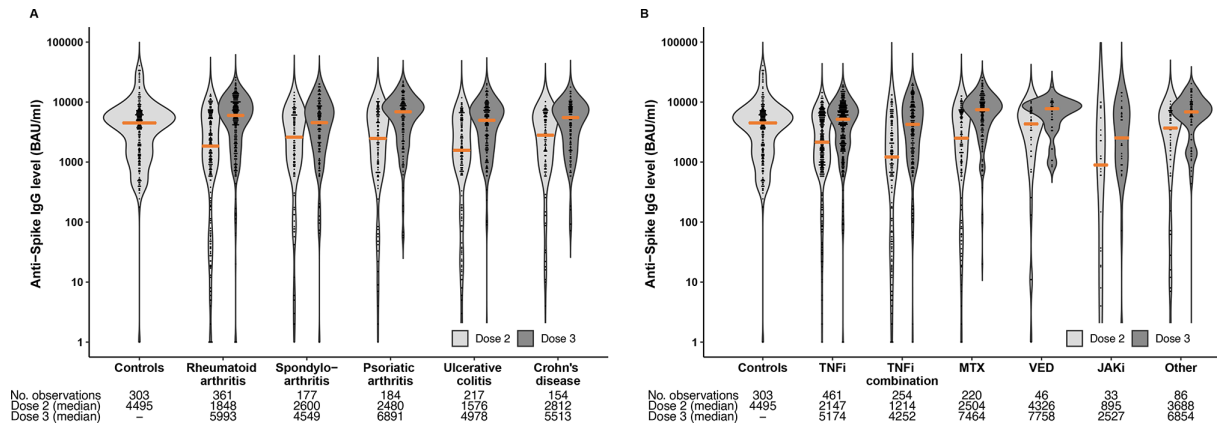 A
Anti−Spike IgG level (BAU/ml)
100000
10000
1000
100
10
1
Dose 2
Dose 3
Controls
Rheumatoid arthritis
Spondylo− arthritis
Psoriatic arthritis
Ulcerative colitis
Crohn's disease
No. observations 303 361 177 184 217 154
Dose 2 (median) 4495 1848 2600 2480 1576 2812
Dose 3 (median) − 5993 4549 6891 4978 5513
B
Anti−Spike IgG level (BAU/ml)
100000
10000
1000
100
10
1
Dose 2
Dose 3
Controls
TNFi
TNFi combination
MTX
VED
JAKi
Other
No. observations 303 461 254 220 46 33 86
Dose 2 (median) 4495 2147 1214 2504 4326 895 3688
Dose 3 (median) − 5174 4252 7464 7758 2527 6854